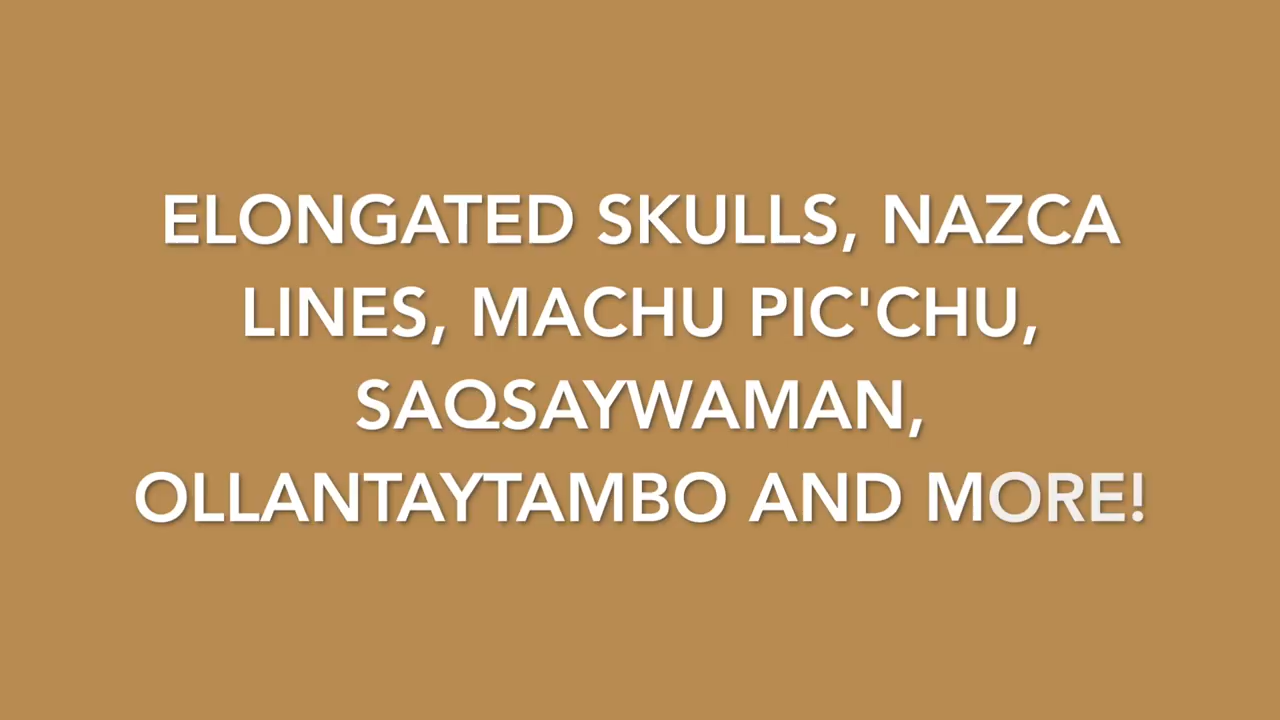 ELONGATED SKULLS, NAZCA
LINES, MACHU PIC'CHU,
SAQSAYWAMAN,
OLLANTAYTAMBO AND MORE!